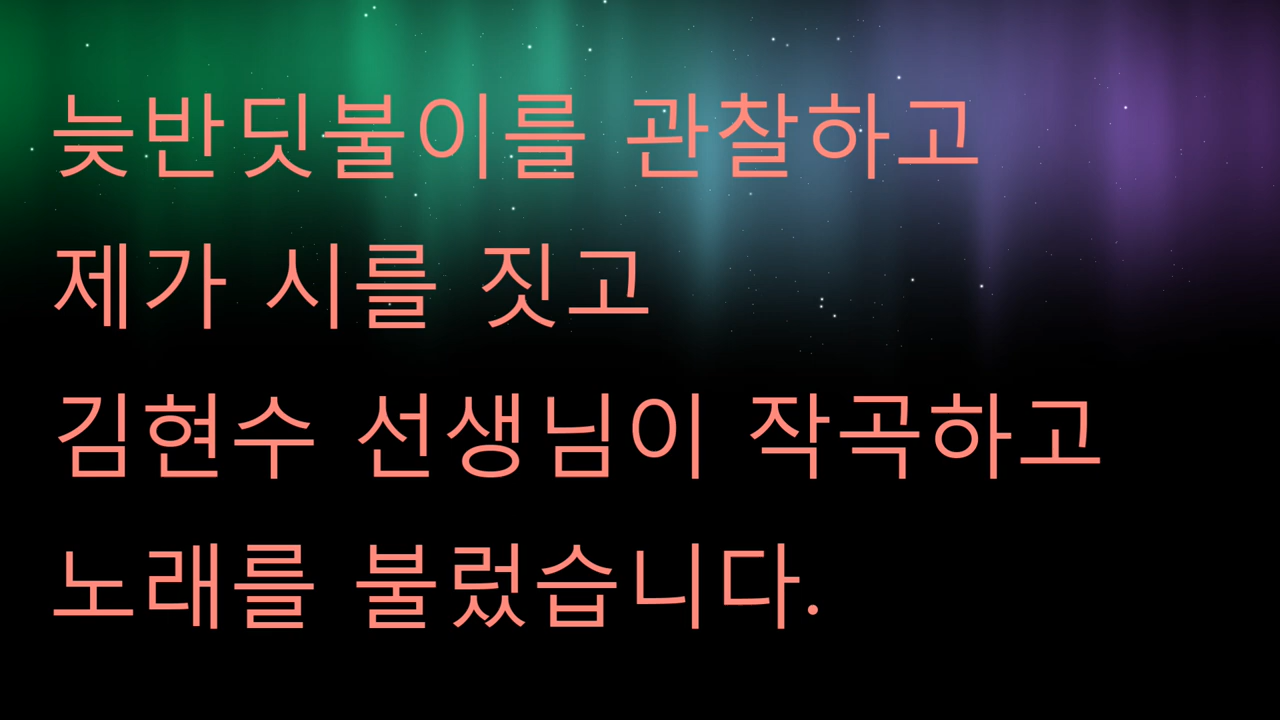 늦반딧불이를 관찰하고
제가 시를 짓고
김현수 선생님이 작곡하고
노래를 불렀습니다.